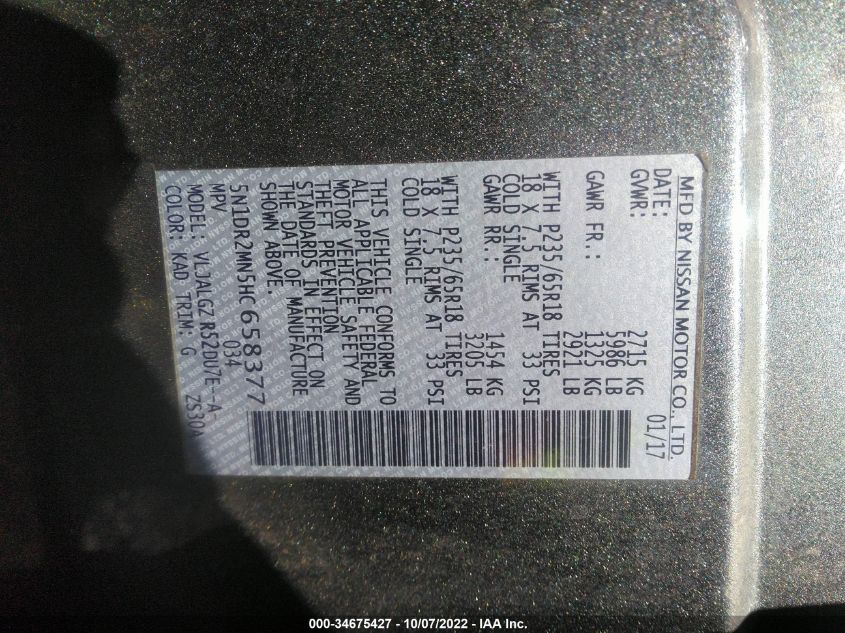 MFD BY NISSAN MOTOR CO., LTD.
DATE: 01/17
GVWR: 2715 KG
5986 LB
GAWR FR.: 1325 KG
2921 LB
WITH P235/65R18 TIRES
18 X 7.5 RIMS AT 33 PSI
COLD SINGLE
GAWR RR.: 1454 KG
3205 LB
WITH P235/65R18 TIRES
18 X 7.5 RIMS AT 33 PSI
COLD SINGLE
THIS VEHICLE CONFORMS TO
ALL APPLICABLE FEDERAL
MOTOR VEHICLE SAFETY AND
THEFT PREVENTION
STANDARDS IN EFFECT ON
THE DATE OF MANUFACTURE
SHOWN ABOVE.
5N1DR2MN5HC658377
MPV 034
MODEL: VLJALGZ R52DU7E--A
COLOR: KAD TRIM: G ZS30A
000-34675427 - 10/07/2022 - IAA Inc.